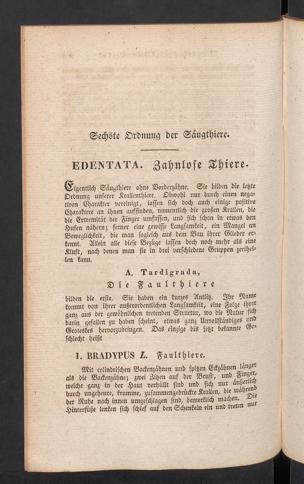 Sechste Ordnung der Säugthiere.
EDENTATA. Zahnlose Thiere.
Eigentlich Säugthiere ohne Vorderzähne. Sie bilden die letzte
Ordnung unserer Krallenthiere. Obwohl nur durch einen nega-
tiven Charakter vereinigt, lassen sich doch auch einige positive
Charaktere an ihnen auffinden, namentlich die großen Krallen, die
die Extremität der Finger umfassen, und sich schon in etwas den
Hufen nähern; ferner eine gewisse Langsamkeit, ein Mangel an
Beweglichkeit, die man sogleich aus dem Bau ihrer Glieder er-
kennt. Allein alle diese Bezüge lassen doch noch mehr als eine
Kluft, nach denen man sie in drei verschiedene Gruppen zerthei-
len kann.
A. Tardigrada,
Die Faulthiere
bilden die erste. Sie haben ein kurzes Antlitz. Ihr Name
kommt von ihrer ausserordentlichen Langsamkeit, eine Folge ihrer
ganz aus der gewöhnlichen tretenden Structur, wo die Natur sich
darin gefallen zu haben scheint, etwas ganz Unvollständiges und
Groteskes hervorzubringen. Das einzige bis jetzt bekannte Ge-
schlecht heißt
1. BRADYPUS L. Faulthiere.
Mit cylindrischen Backenzähnen und spitzen Eckzähnen länger
als die Backenzähne; zwei Zitzen auf der Brust, und Finger,
welche ganz in der Haut verhüllt sind und sich nur äußerlich
durch ungeheure, krumme, zusammengedrückte Krallen, die während
der Ruhe nach innen umgeschlagen sind, bemerklich machen. Die
Hinterfüße lenken sich schief auf den Schenkeln ein und treten nur